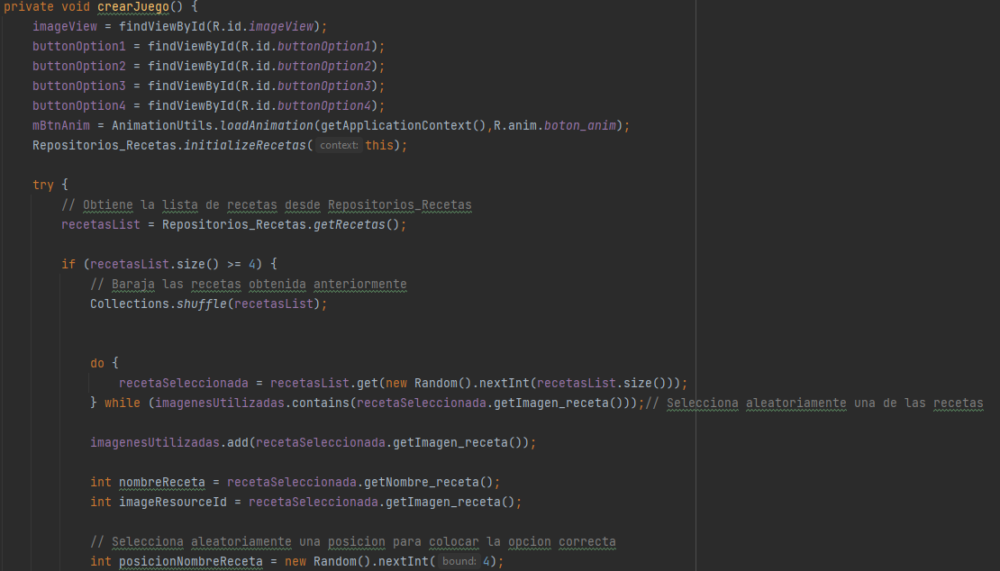 private void crearJuego() {
imageView = findViewById(R.id.imageView);
buttonOption1 = findViewById(R.id.buttonOption1);
buttonOption2 = findViewById(R.id.buttonOption2);
buttonOption3 = findViewById(R.id.buttonOption3);
buttonOption4 = findViewById(R.id.buttonOption4);
mBtnAnim = AnimationUtils.loadAnimation(getApplicationContext(),R.anim.boton_anim);
Repositorios_Recetas.initializeRecetas( context: this);
try {
// Obtiene la lista de recetas desde Repositorios_Recetas
recetasList = Repositorios_Recetas.getRecetas();
if (recetasList.size() >= 4) {
// Baraja las recetas obtenida anteriormente
Collections.shuffle(recetasList);
do {
recetaSeleccionada = recetasList.get(new Random().nextInt(recetasList.size()));
} while (imagenesUtilizadas.contains(recetaSeleccionada.getImagen_receta()));// Selecciona aleatoriamente una de las recetas
imagenesUtilizadas.add(recetaSeleccionada.getImagen_receta());
int nombreReceta = recetaSeleccionada.getNombre_receta();
int imageResourceId = recetaSeleccionada.getImagen_receta();
// Selecciona aleatoriamente una posicion para colocar la opcion correcta
int posicionNombreReceta = new Random().nextInt( bound: 4);